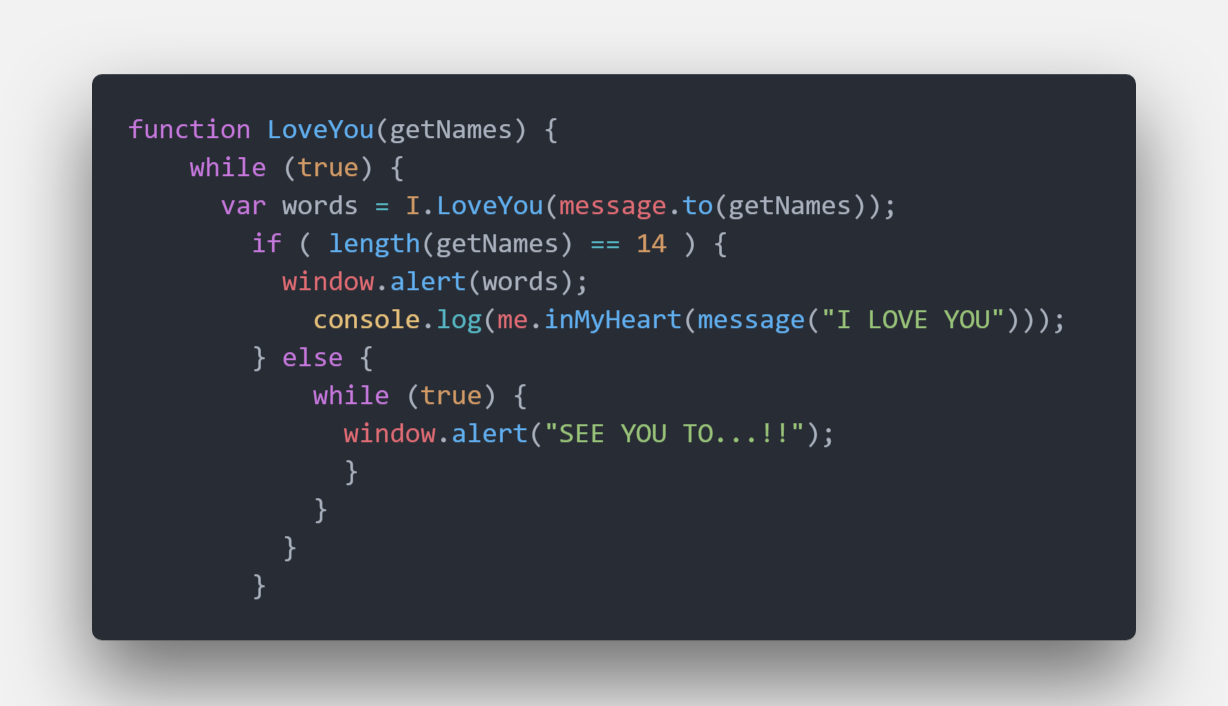 function LoveYou(getNames) {
    while (true) {
      var words = I.LoveYou(message.to(getNames));
        if ( length(getNames) == 14 ) {
          window.alert(words);
            console.log(me.inMyHeart(message("I LOVE YOU")));
        } else {
            while (true) {
              window.alert("SEE YOU TO...!!");
              }
            }
          }
        }